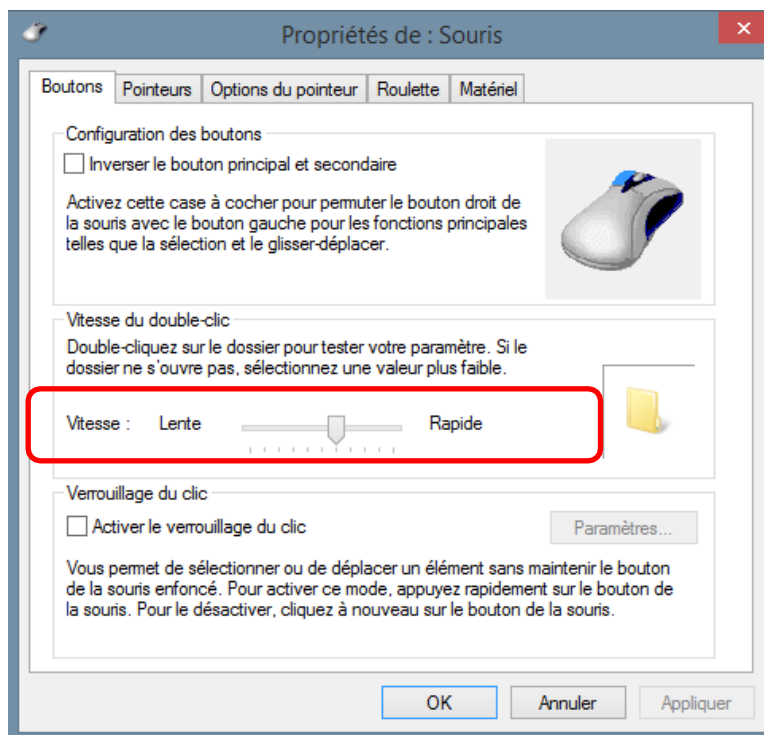 Propriétés de : Souris
Boutons Pointeurs Options du pointeur Roulette Matériel
Configuration des boutons
Inverser le bouton principal et secondaire
Activez cette case à cocher pour permuter le bouton droit de
la souris avec le bouton gauche pour les fonctions principales
telles que la sélection et le glisser-déplacer.
Vitesse du double-clic
Double-cliquez sur le dossier pour tester votre paramètre. Si le
dossier ne s'ouvre pas, sélectionnez une valeur plus faible.
Vitesse : Lente Rapide
Verrouillage du clic
Activer le verrouillage du clic
Paramètres...
Vous permet de sélectionner ou de déplacer un élément sans maintenir le bouton
de la souris enfoncé. Pour activer ce mode, appuyez rapidement sur le bouton de
la souris. Pour le désactiver, cliquez à nouveau sur le bouton de la souris.
OK Annuler Appliquer